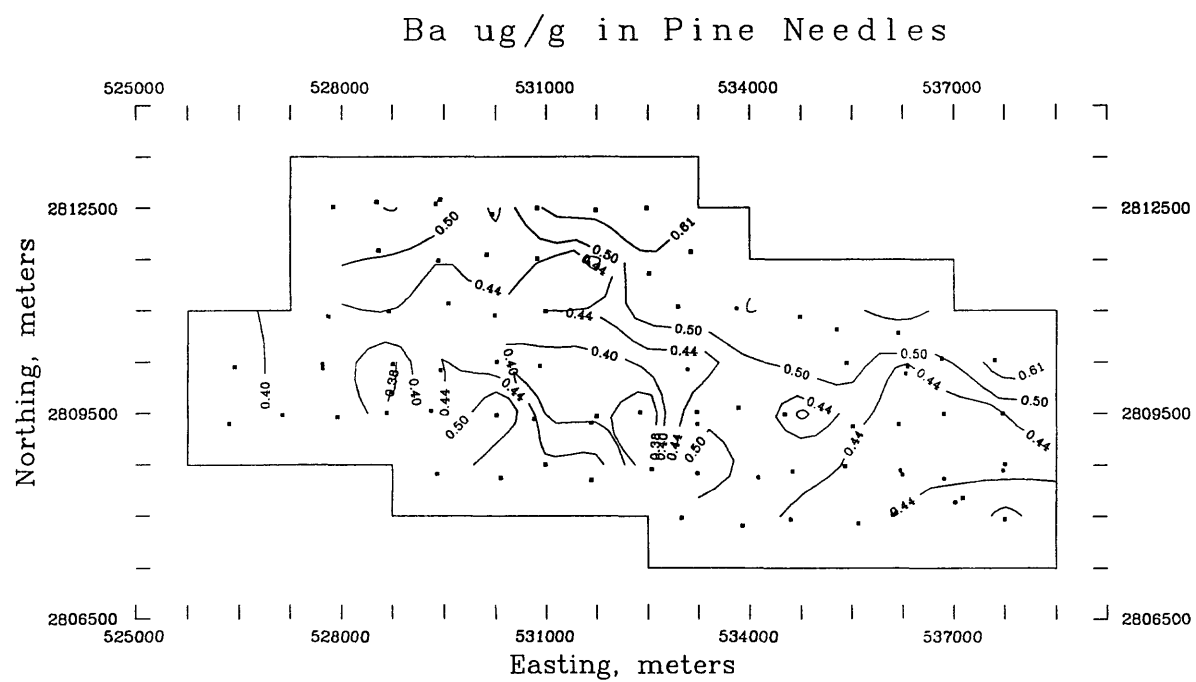 Ba ug/g in Pine Needles
525000 528000 531000 534000 537000
2812500 2812500
0.50 0.61
0.50
0.44
0.44
0.44 0.50
0.40 0.44 0.50 0.50
0.40 0.61
0.38 0.44
0.40 0.40 0.44 0.44 0.44 0.50
2809500 2809500
0.50 0.38 0.40 0.44 0.50 0.44 0.44
0.44
2806500 2806500
525000 528000 531000 534000 537000
Easting, meters
Northing, meters